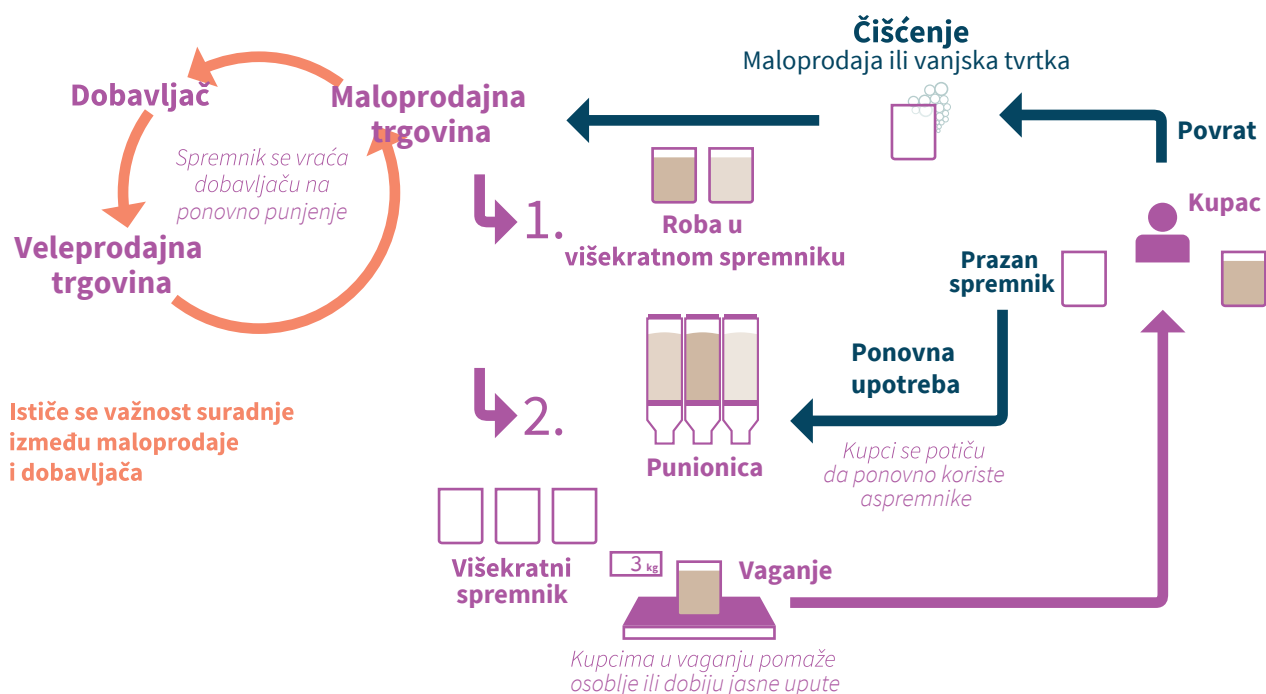 Čišćenje
Maloprodaja ili vanjska tvrtka
Dobavljač
Maloprodajna
trgovina
Povrat
Spremnik se vraća
dobavljaču na
ponovno punjenje
Kupac
1.
Roba u
višekratnom spremniku
Veleprodajna
trgovina
Prazan
spremnik
Ponovna
upotreba
2.
Ističe se važnost suradnje
između maloprodaje
i dobavljača
Punionica
Kupci se potiču
da ponovno koriste
aspremnike
Višekratni
spremnik
3 kg
Vaganje
Kupcima u vaganju pomaže
osoblje ili dobiju jasne upute